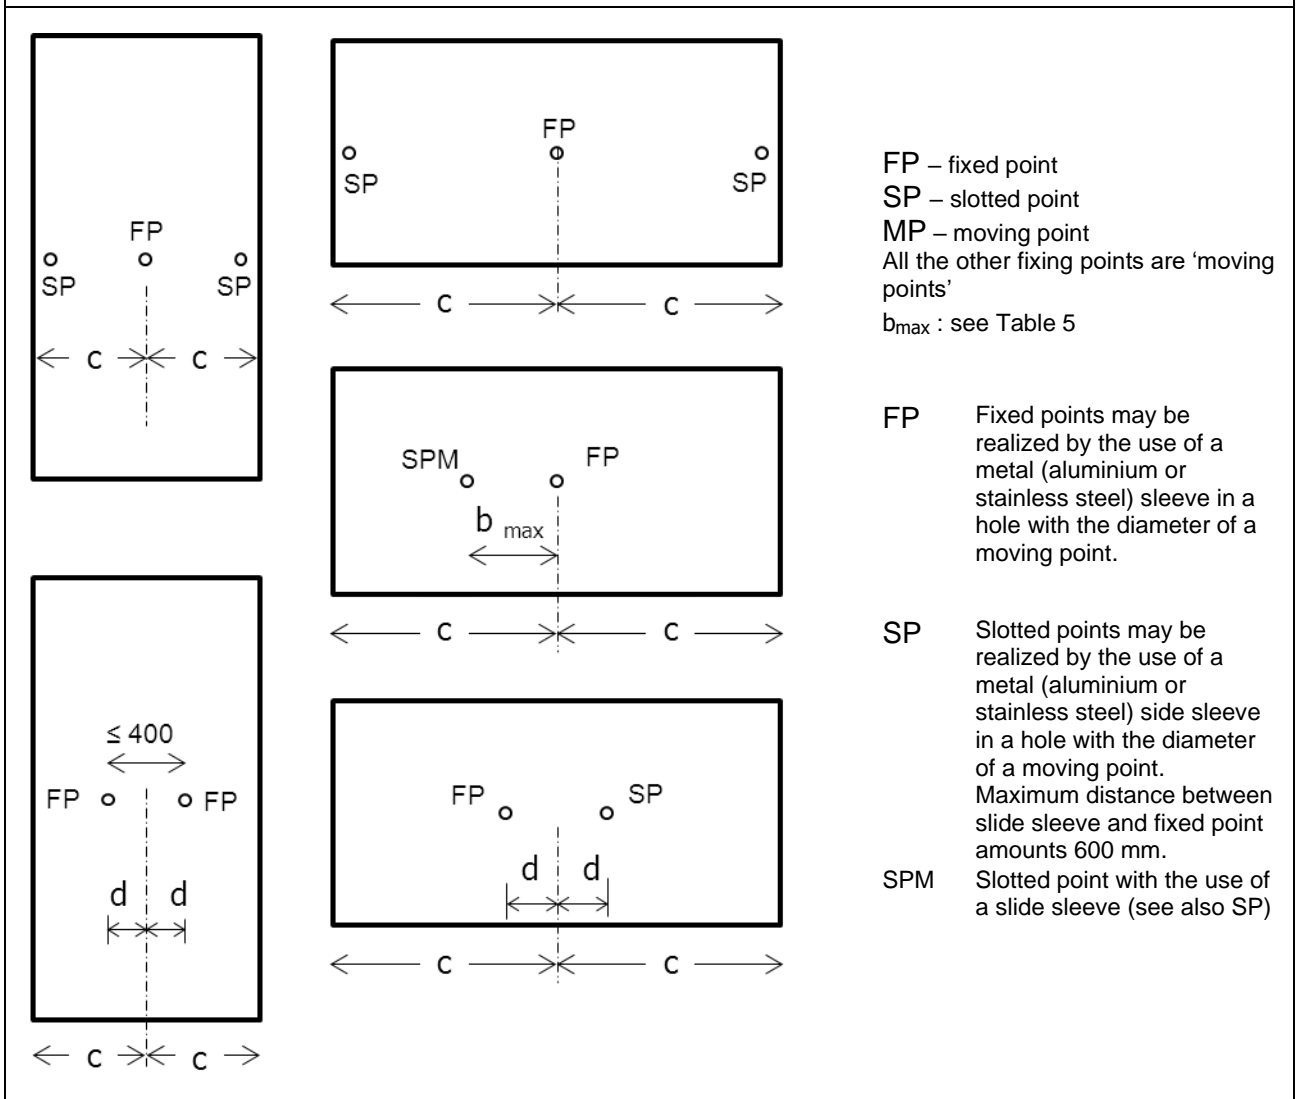 FP
SP
SP
c
c
FP
SP
SP
c
c
FP – fixed point
SP – slotted point
MP – moving point
All the other fixing points are ‘moving
points’
bmax : see Table 5
SPM
FP
b max
c
c
FP
Fixed points may be
realized by the use of a
metal (aluminium or
stainless steel) sleeve in a
hole with the diameter of a
moving point.
≤ 400
FP
FP
d
d
c
c
FP
SP
d
d
c
c
SP
Slotted points may be
realized by the use of a
metal (aluminium or
stainless steel) side sleeve
in a hole with the diameter
of a moving point.
Maximum distance between
slide sleeve and fixed point
amounts 600 mm.
SPM
Slotted point with the use of
a slide sleeve (see also SP)